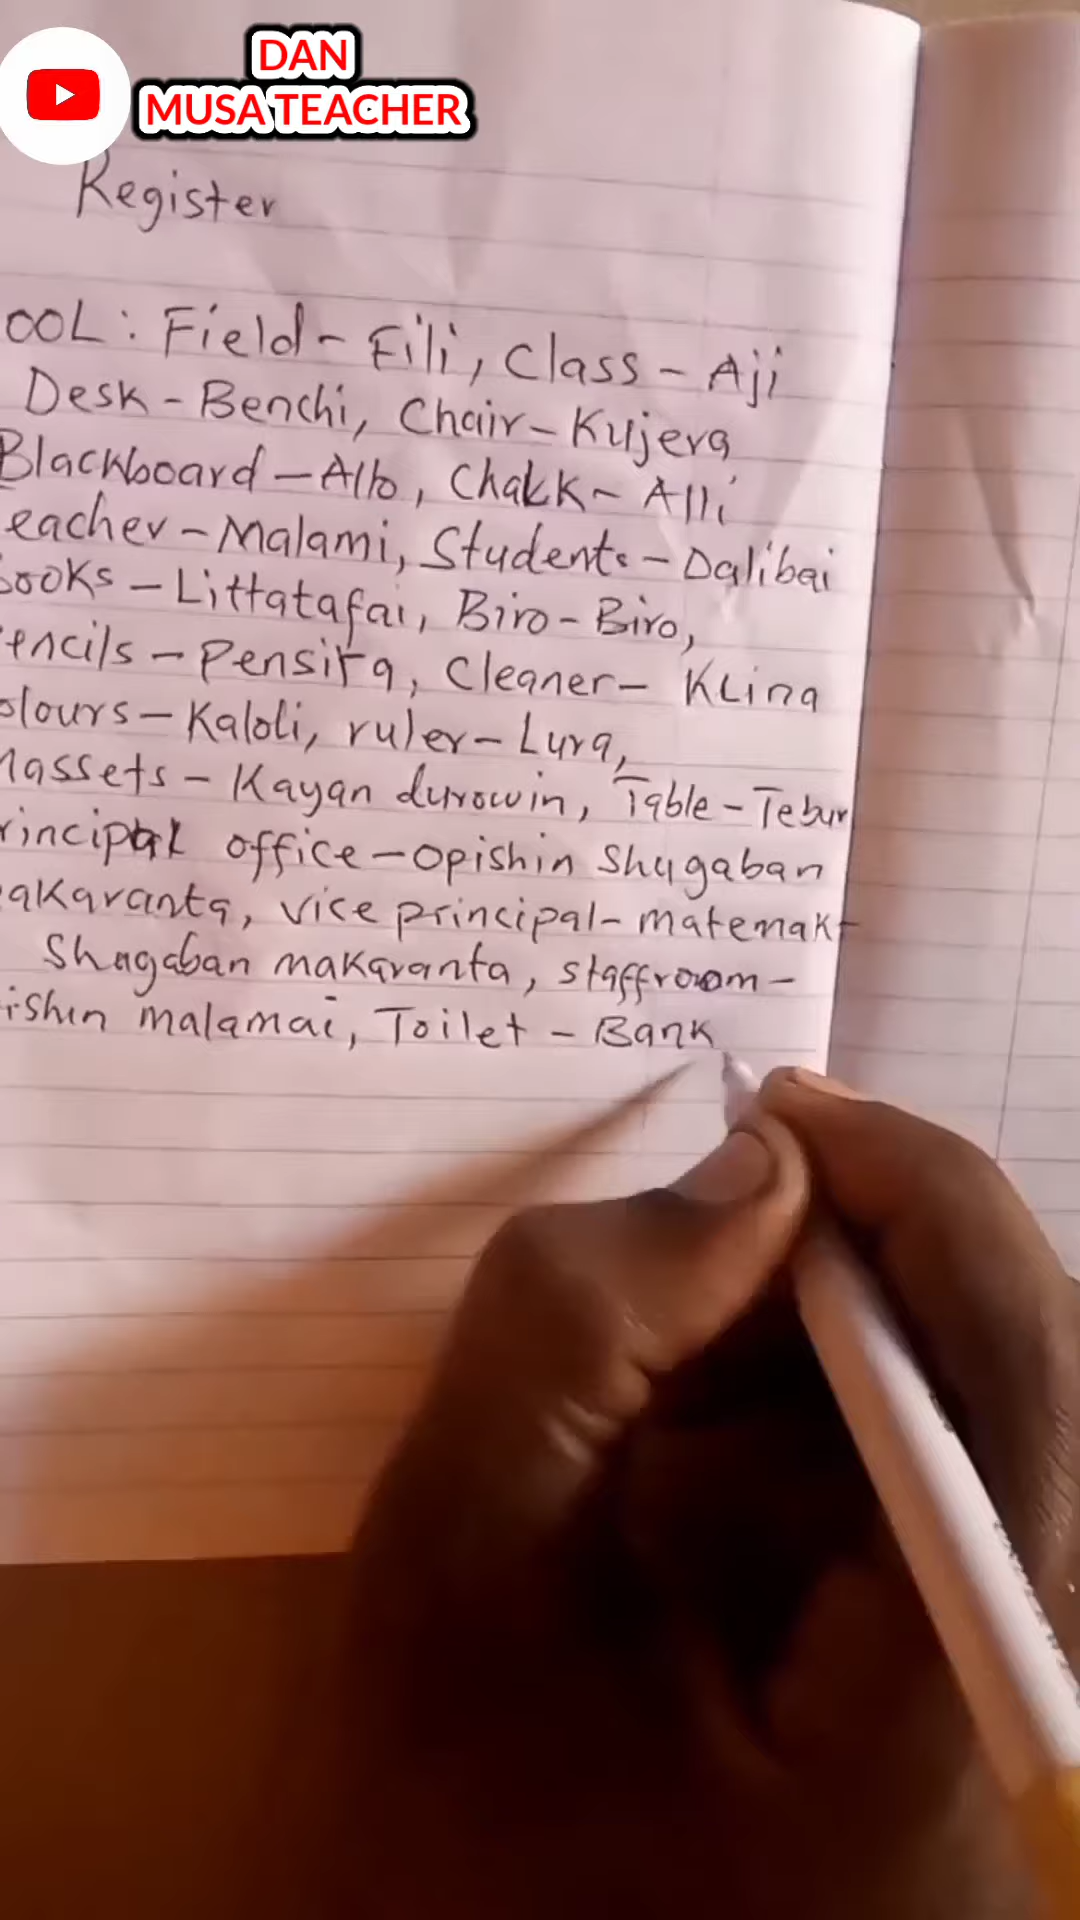 DAN
MUSA TEACHER
Register
OOL: Field - Fili, Class - Aji
Desk - Benchi, Chair - Kujera
Blackboard - Allo, Chalk - Alli
eacher - Malami, Students - Dalibai
ooks - Littatafai, Biro - Biro,
encils - Pensira, Cleaner - Klina
olours - Kaloli, ruler - Lura,
assets - Kayan durowin, Table - Tebur
rincipal office - Opishin Shugaban
akaranta, vice principal - matemak
Shugaban makaranta, staffroom -
ishin malamai, Toilet - Bank